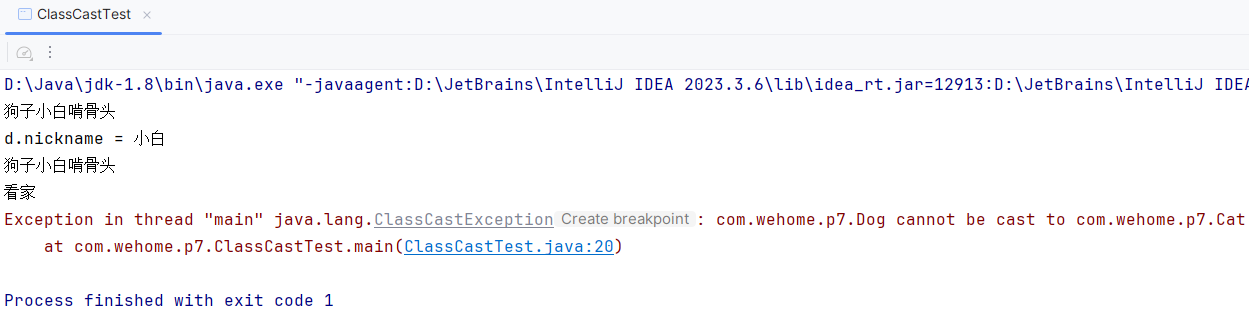 ClassCastTest
D:\Java\jdk-1.8\bin\java.exe "-javaagent:D:\JetBrains\IntelliJ IDEA 2023.3.6\lib\idea_rt.jar=12913:D:\JetBrains\IntelliJ IDEA
狗子小白啃骨头
d.nickname = 小白
狗子小白啃骨头
看家
Exception in thread "main" java.lang.ClassCastException Create breakpoint : com.wehome.p7.Dog cannot be cast to com.wehome.p7.Cat
at com.wehome.p7.ClassCastTest.main(ClassCastTest.java:20)
Process finished with exit code 1